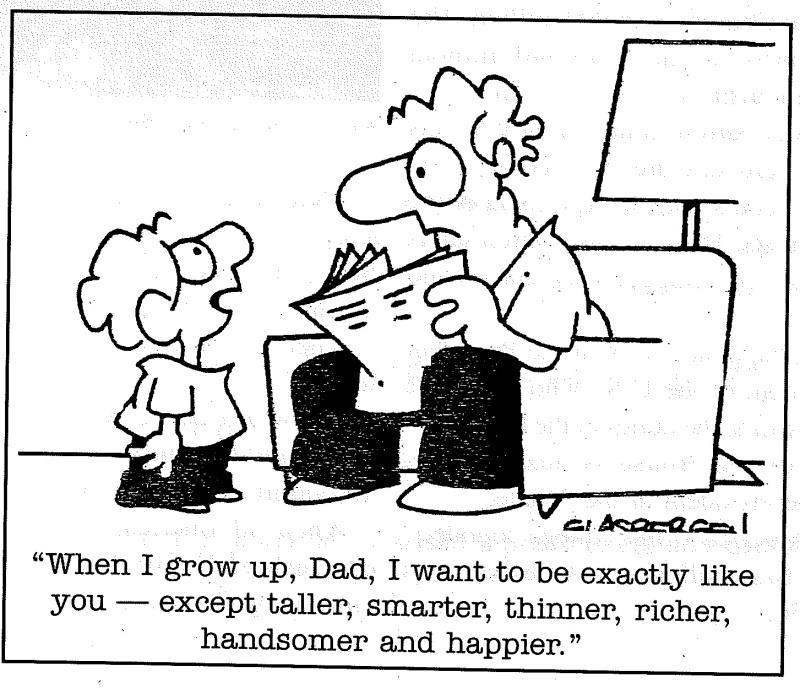 “When I grow up, Dad, I want to be exactly like
you — except taller, smarter, thinner, richer,
handsomer and happier.”